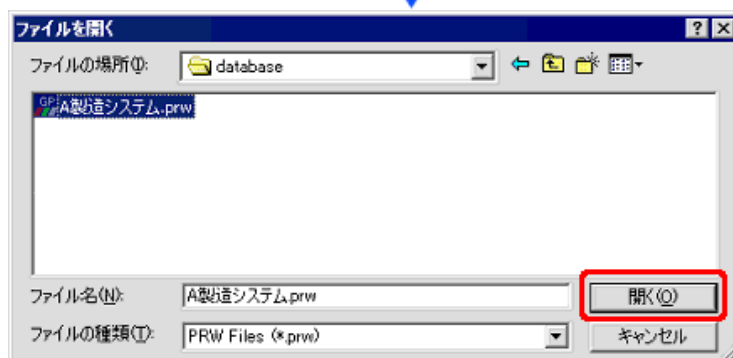 ファイルを開く
ファイルの場所(I):
database
A製造システム.prw
ファイル名(N):
A製造システム.prw
開く(O)
ファイルの種類(T):
PRW Files (*.prw)
キャンセル